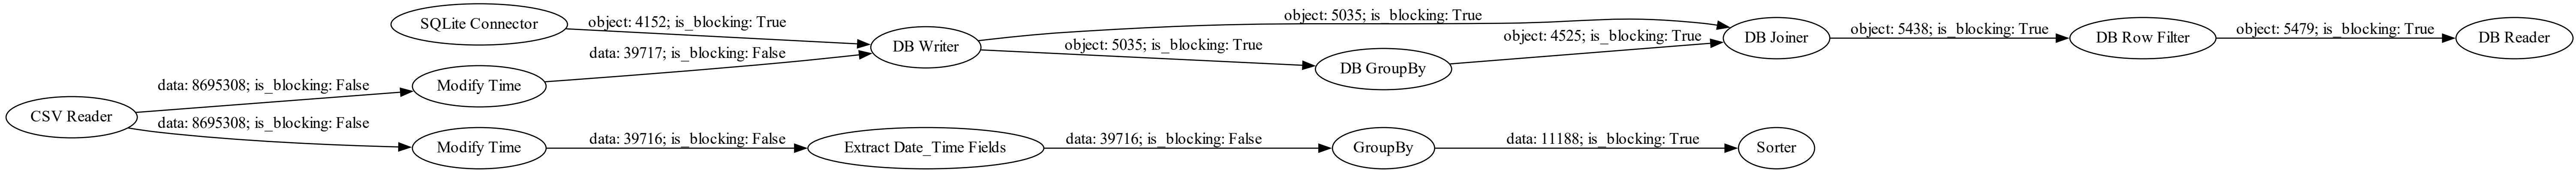 SQLite Connector
object: 4152; is_blocking: True
DB Writer
object: 5035; is_blocking: True
DB Joiner
object: 5438; is_blocking: True
DB Row Filter
object: 5479; is_blocking: True
DB Reader
data: 39717; is_blocking: False
object: 5035; is_blocking: True
object: 4525; is_blocking: True
DB GroupBy
data: 8695308; is_blocking: False
Modify Time
CSV Reader
data: 8695308; is_blocking: False
Modify Time
data: 39716; is_blocking: False
Extract Date_Time Fields
data: 39716; is_blocking: False
GroupBy
data: 11188; is_blocking: True
Sorter